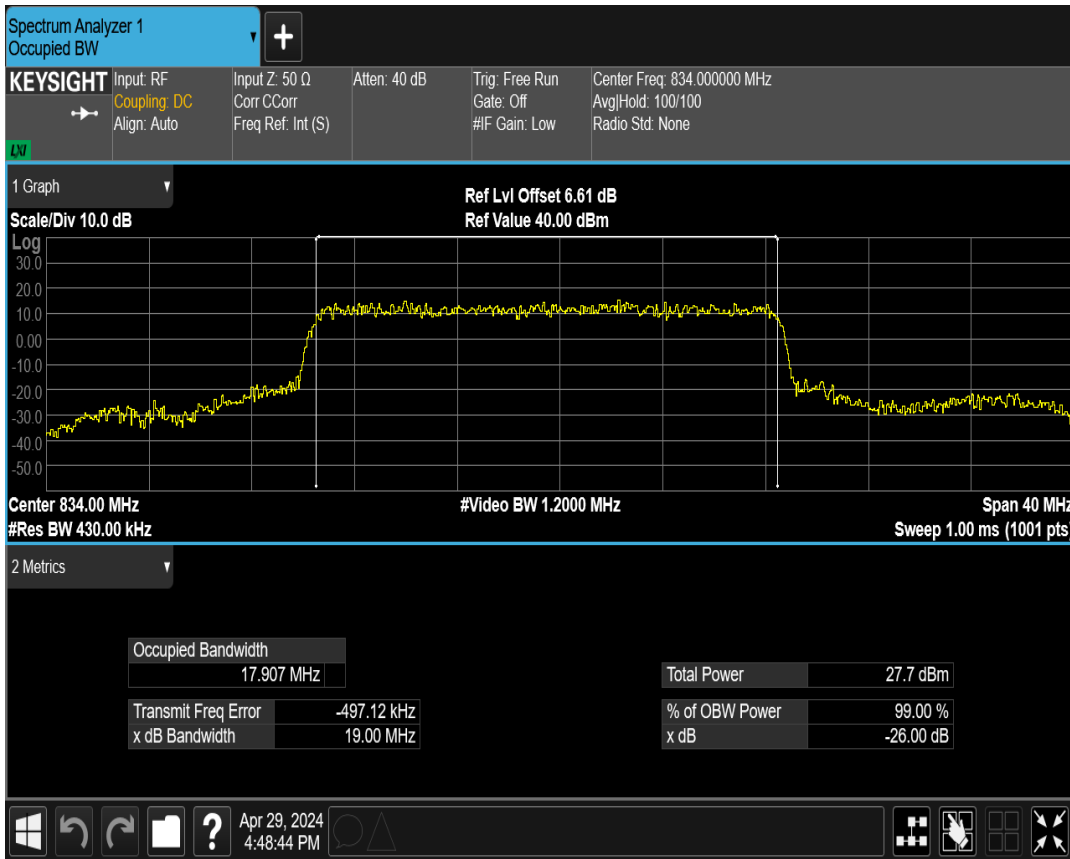 Spectrum Analyzer 1
Occupied BW
KEYSIGHT
LXI
Input: RF
Coupling: DC
Align: Auto
Input Z: 50 Ω
Corr CCorr
Freq Ref: Int (S)
Atten: 40 dB
Trig: Free Run
Gate: Off
#IF Gain: Low
Center Freq: 834.000000 MHz
Avg|Hold: 100/100
Radio Std: None
1 Graph
Scale/Div 10.0 dB
Ref Lvl Offset 6.61 dB
Ref Value 40.00 dBm
Log
30.0
20.0
10.0
0.00
-10.0
-20.0
-30.0
-40.0
-50.0
Center 834.00 MHz
#Video BW 1.2000 MHz
Span 40 MHz
#Res BW 430.00 kHz
Sweep 1.00 ms (1001 pts)
2 Metrics
Occupied Bandwidth
17.907 MHz
Total Power 27.7 dBm
Transmit Freq Error -497.12 kHz
% of OBW Power 99.00 %
x dB Bandwidth 19.00 MHz
x dB -26.00 dB
?
Apr 29, 2024
4:48:44 PM